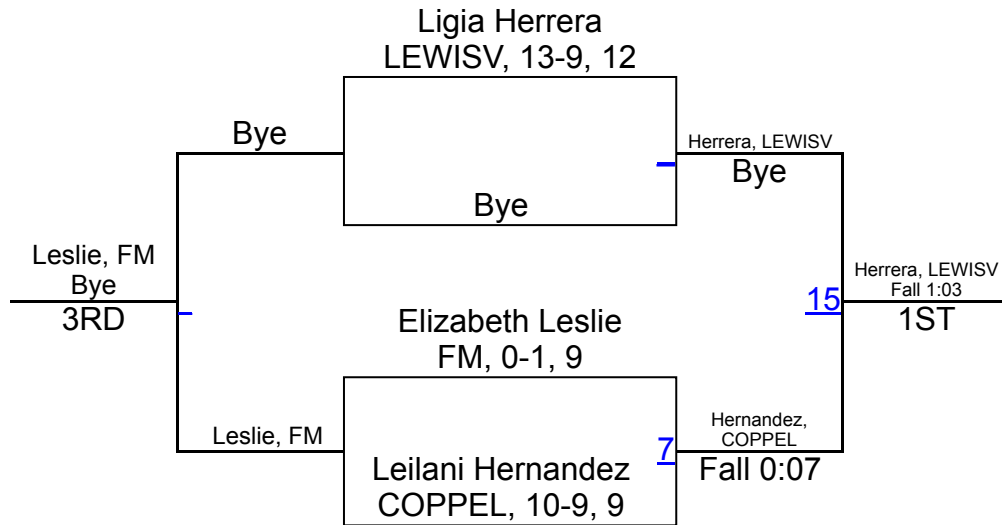 Ligia Herrera
LEWISV, 13-9, 12
Bye
Herrera, LEWISV
Bye
Bye
Leslie, FM
Bye
3RD
Herrera, LEWISV
Fall 1:03
15
1ST
Elizabeth Leslie
FM, 0-1, 9
Leslie, FM
Hernandez,
COPPEL
7
Fall 0:07
Leilani Hernandez
COPPEL, 10-9, 9